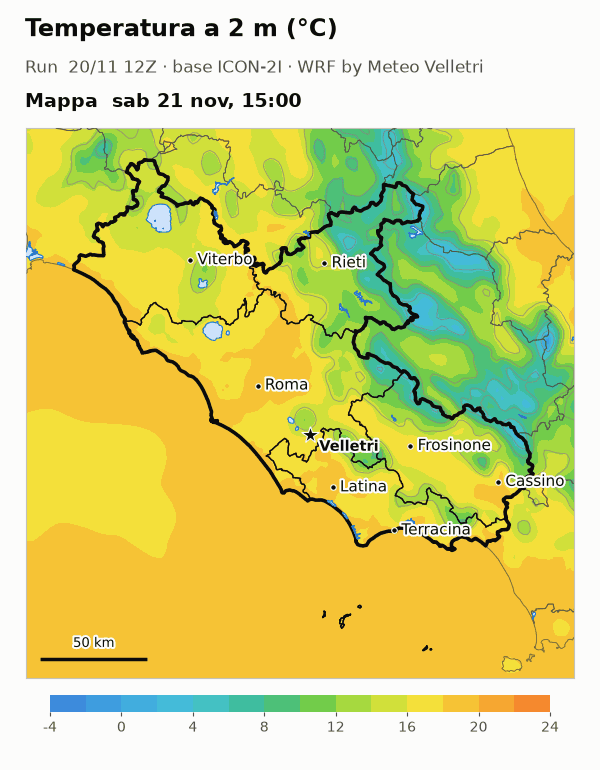 Temperatura a 2 m (°C)
Run  20/11 12Z · base ICON-2I · WRF by Meteo Velletri
Mappa  sab 21 nov, 15:00
Viterbo
Rieti
Roma
Velletri
Frosinone
Cassino
Latina
Terracina
50 km
-4 0 4 8 12 16 20 24